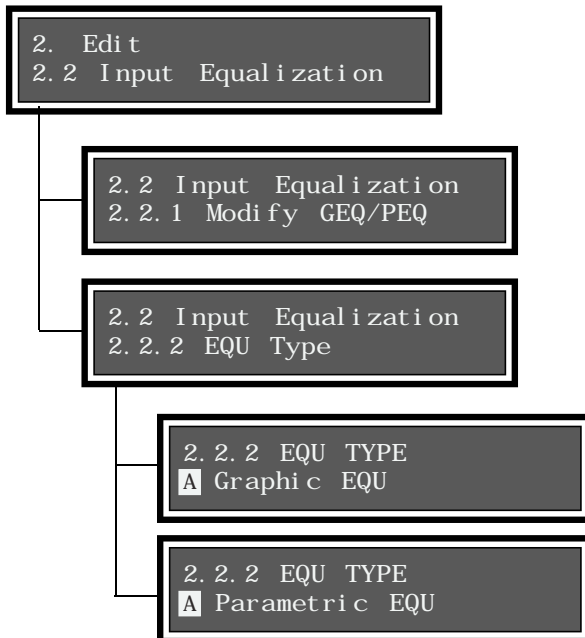 2. Edit
2.2 Input Equalization
2.2 Input Equalization
2.2.1 Modify GEQ/PEQ
2.2 Input Equalization
2.2.2 EQU Type
2.2.2 EQU TYPE
A Graphic EQU
2.2.2 EQU TYPE
A Parametric EQU